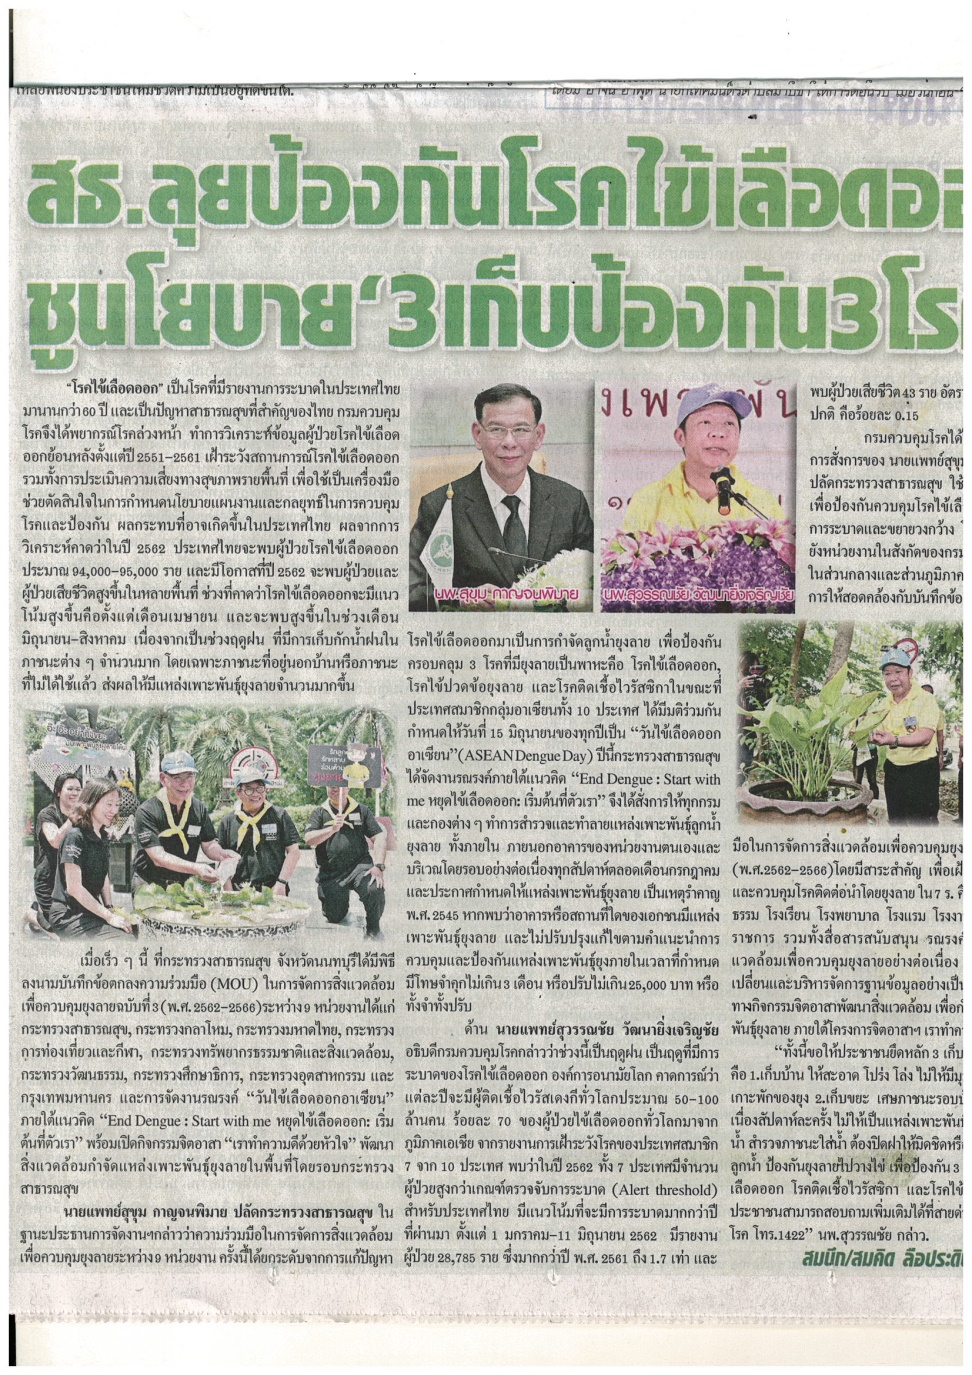 สธ.ลุยป้องกันโรคไข้เลือดออ
ชูนโยบาย‘3เก็บป้องกัน3โร
“โรคไข้เลือดออก” เป็นโรคที่มีรายงานการระบาดในประเทศไทย
มานานกว่า 60 ปี และเป็นปัญหาสาธารณสุขที่สำคัญของไทย กรมควบคุม
โรคจึงได้พยากรณ์โรคล่วงหน้า ทำการวิเคราะห์ข้อมูลผู้ป่วยโรคไข้เลือด
ออกย้อนหลังตั้งแต่ปี 2551-2561 เฝ้าระวังสถานการณ์โรคไข้เลือดออก
รวมทั้งการประเมินความเสี่ยงทางสุขภาพรายพื้นที่ เพื่อใช้เป็นเครื่องมือ
ช่วยตัดสินใจในการกำหนดนโยบายแผนงานและกลยุทธ์ในการควบคุม
โรคและป้องกัน ผลกระทบที่อาจเกิดขึ้นในประเทศไทย ผลจากการ
วิเคราะห์คาดว่าในปี 2562 ประเทศไทยจะพบผู้ป่วยโรคไข้เลือดออก
ประมาณ 94,000-95,000 ราย และมีโอกาสที่ปี 2562 จะพบผู้ป่วยและ
ผู้ป่วยเสียชีวิตสูงขึ้นในหลายพื้นที่ ช่วงที่คาดว่าโรคไข้เลือดออกจะมีแนว
โน้มสูงขึ้นคือตั้งแต่เดือนเมษายน และจะพบสูงขึ้นในช่วงเดือน
มิถุนายน-สิงหาคม เนื่องจากเป็นช่วงฤดูฝน ที่มีการเก็บกักน้ำฝนใน
ภาชนะต่าง ๆ จำนวนมาก โดยเฉพาะภาชนะที่อยู่นอกบ้านหรือภาชนะ
ที่ไม่ได้ใช้แล้ว ส่งผลให้มีแหล่งเพาะพันธุ์ยุงลายจำนวนมากขึ้น
เมื่อเร็ว ๆ นี้ ที่กระทรวงสาธารณสุข จังหวัดนนทบุรีได้มีพิธี
ลงนามบันทึกข้อตกลงความร่วมมือ (MOU) ในการจัดการสิ่งแวดล้อม
เพื่อควบคุมยุงลายฉบับที่ 3 (พ.ศ. 2562-2566) ระหว่าง 9 หน่วยงานได้แก่
กระทรวงสาธารณสุข, กระทรวงกลาโหม, กระทรวงมหาดไทย, กระทรวง
การท่องเที่ยวและกีฬา, กระทรวงทรัพยากรธรรมชาติและสิ่งแวดล้อม,
กระทรวงวัฒนธรรม, กระทรวงศึกษาธิการ, กระทรวงอุตสาหกรรม และ
กรุงเทพมหานคร และการจัดงานรณรงค์ “วันไข้เลือดออกอาเซียน”
ภายใต้แนวคิด “End Dengue : Start with me หยุดไข้เลือดออก: เริ่ม
ต้นที่ตัวเรา” พร้อมเปิดกิจกรรมจิตอาสา “เราทำความดีด้วยหัวใจ” พัฒนา
สิ่งแวดล้อมกำจัดแหล่งเพาะพันธุ์ยุงลายในพื้นที่โดยรอบกระทรวง
สาธารณสุข
นายแพทย์สุขุม กาญจนพิมาย ปลัดกระทรวงสาธารณสุข ใน
ฐานะประธานการจัดงานฯกล่าวว่าความร่วมมือในการจัดการสิ่งแวดล้อม
เพื่อควบคุมยุงลายระหว่าง 9 หน่วยงาน ครั้งนี้ได้ยกระดับจากการแก้ปัญหา
นพ.สุขุม กาญจนพิมาย
นพ.สุวรรณชัย วัฒนายิ่งเจริญชัย
โรคไข้เลือดออกมาเป็นการกำจัดลูกน้ำยุงลาย เพื่อป้องกัน
ครอบคลุม 3 โรคที่มียุงลายเป็นพาหะคือ โรคไข้เลือดออก,
โรคไข้ปวดข้อยุงลาย และโรคติดเชื้อไวรัสซิกาในขณะที่
ประเทศสมาชิกกลุ่มอาเซียนทั้ง 10 ประเทศ ได้มีมติร่วมกัน
กำหนดให้วันที่ 15 มิถุนายนของทุกปีเป็น “วันไข้เลือดออก
อาเซียน”(ASEAN Dengue Day) ปีนี้กระทรวงสาธารณสุข
ได้จัดงานรณรงค์ภายใต้แนวคิด “End Dengue : Start with
me หยุดไข้เลือดออก: เริ่มต้นที่ตัวเรา” จึงได้สั่งการให้ทุกกรม
และกองต่าง ๆ ทำการสำรวจและทำลายแหล่งเพาะพันธุ์ลูกน้ำ
ยุงลาย ทั้งภายใน ภายนอกอาคารของหน่วยงานตนเองและ
บริเวณโดยรอบอย่างต่อเนื่องทุกสัปดาห์ตลอดเดือนกรกฎาคม
และประกาศกำหนดให้แหล่งเพาะพันธุ์ยุงลาย เป็นเหตุรำคาญ
พ.ศ. 2545 หากพบว่าอาคารหรือสถานที่ใดของเอกชนมีแหล่ง
เพาะพันธุ์ยุงลาย และไม่ปรับปรุงแก้ไขตามคำแนะนำการ
ควบคุมและป้องกันแหล่งเพาะพันธุ์ยุงลายภายในเวลาที่กำหนด
มีโทษจำคุกไม่เกิน 3 เดือน หรือปรับไม่เกิน 25,000 บาท หรือ
ทั้งจำทั้งปรับ
ด้าน นายแพทย์สุวรรณชัย วัฒนายิ่งเจริญชัย
อธิบดีกรมควบคุมโรคกล่าวว่าช่วงนี้เป็นฤดูฝน เป็นฤดูที่มีการ
ระบาดของโรคไข้เลือดออก องค์การอนามัยโลก คาดการณ์ว่า
แต่ละปีจะมีผู้ติดเชื้อไวรัสเดงกีทั่วโลกประมาณ 50-100
ล้านคน ร้อยละ 70 ของผู้ป่วยไข้เลือดออกทั่วโลกมาจาก
ภูมิภาคเอเชีย จากรายงานการเฝ้าระวังโรคของประเทศสมาชิก
7 จาก 10 ประเทศ พบว่าในปี 2562 ทั้ง 7 ประเทศมีจำนวน
ผู้ป่วยสูงกว่าเกณฑ์ตรวจจับการระบาด (Alert threshold)
สำหรับประเทศไทย มีแนวโน้มที่จะมีการระบาดมากกว่าปี
ที่ผ่านมา ตั้งแต่ 1 มกราคม-11 มิถุนายน 2562 มีรายงาน
ผู้ป่วย 28,785 ราย ซึ่งมากกว่าปี พ.ศ. 2561 ถึง 1.7 เท่า และ
พบผู้ป่วยเสียชีวิต 43 ราย อัตรา
ปกติ คือร้อยละ 0.15
กรมควบคุมโรคได้
การสั่งการของ นายแพทย์สุขุม
ปลัดกระทรวงสาธารณสุข ใช้
เพื่อป้องกันควบคุมโรคไข้เลื
การระบาดและขยายวงกว้าง
ยังหน่วยงานในสังกัดของกรม
ในส่วนกลางและส่วนภูมิภาค
การให้สอดคล้องกับบันทึกข้อ
มือในการจัดการสิ่งแวดล้อมเพื่อควบคุมยุง
(พ.ศ.2562-2566)โดยมีสาระสำคัญ เพื่อเฝ้
และควบคุมโรคติดต่อนำโดยยุงลาย ใน 7 ร.
ธรรม โรงเรียน โรงพยาบาล โรงแรม โรงงา
ราชการ รวมทั้งสื่อสารสนับสนุน รณรงค์
แวดล้อมเพื่อควบคุมยุงลายอย่างต่อเนื่อง
เปลี่ยนและบริหารจัดการฐานข้อมูลอย่างเป็
ทางกิจกรรมจิตอาสาพัฒนาสิ่งแวดล้อม เพื่อกำ
พันธุ์ยุงลาย ภายใต้โครงการจิตอาสาฯ เราทำคว
“ทั้งนี้ขอให้ประชาชนยึดหลัก 3 เก็บ
คือ 1.เก็บบ้าน ให้สะอาด โปร่ง โล่ง ไม่ให้มีมุ
เกาะพักของยุง 2.เก็บขยะ เศษภาชนะรอบบ้
เนื่องสัปดาห์ละครั้ง ไม่ให้เป็นแหล่งเพาะพันธุ์
น้ำ สำรวจภาชนะใส่น้ำ ต้องปิดฝาให้มิดชิดหรื
ลูกน้ำ ป้องกันยุงลายไปวางไข่ เพื่อป้องกัน 3
เลือดออก โรคติดเชื้อไวรัสซิกา และโรคไข้
ประชาชนสามารถสอบถามเพิ่มเติมได้ที่สายด่
โรค โทร.1422” นพ.สุวรรณชัย กล่าว.
สมนึก/สมคิด ลือประดิ